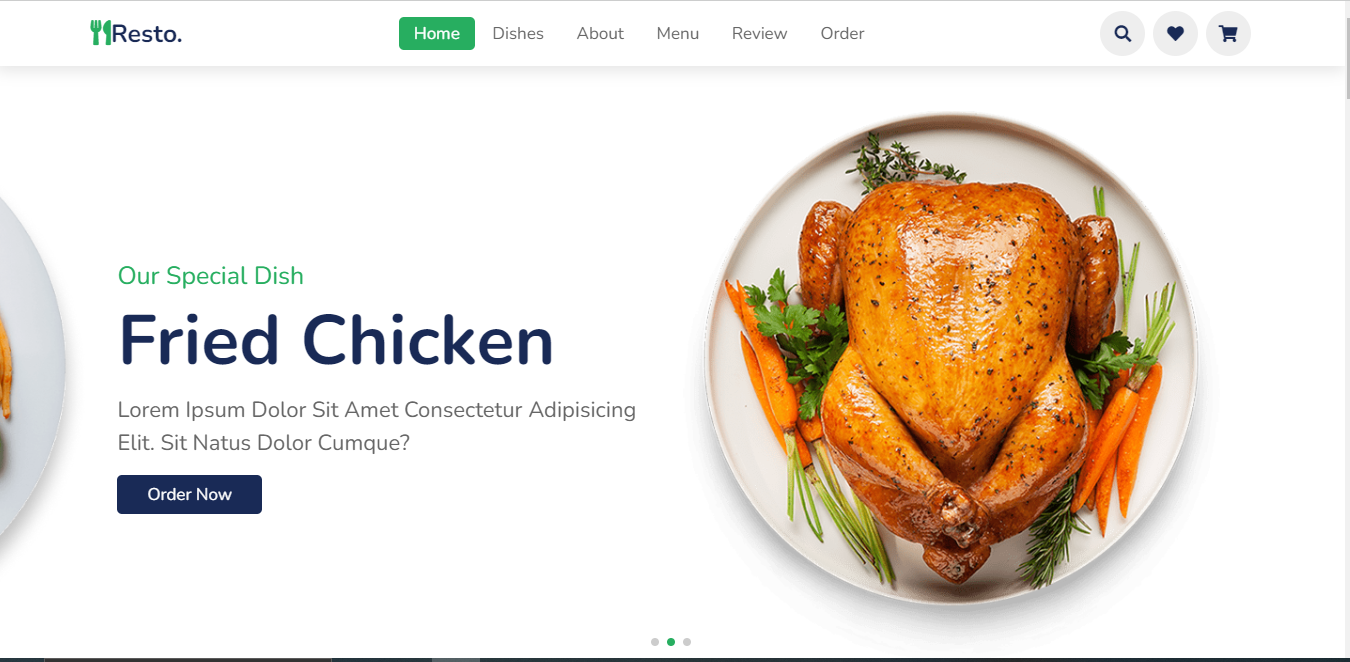 Resto.
Home Dishes About Menu Review Order
Our Special Dish
Fried Chicken
Lorem Ipsum Dolor Sit Amet Consectetur Adipisicing
Elit. Sit Natus Dolor Cumque?
Order Now